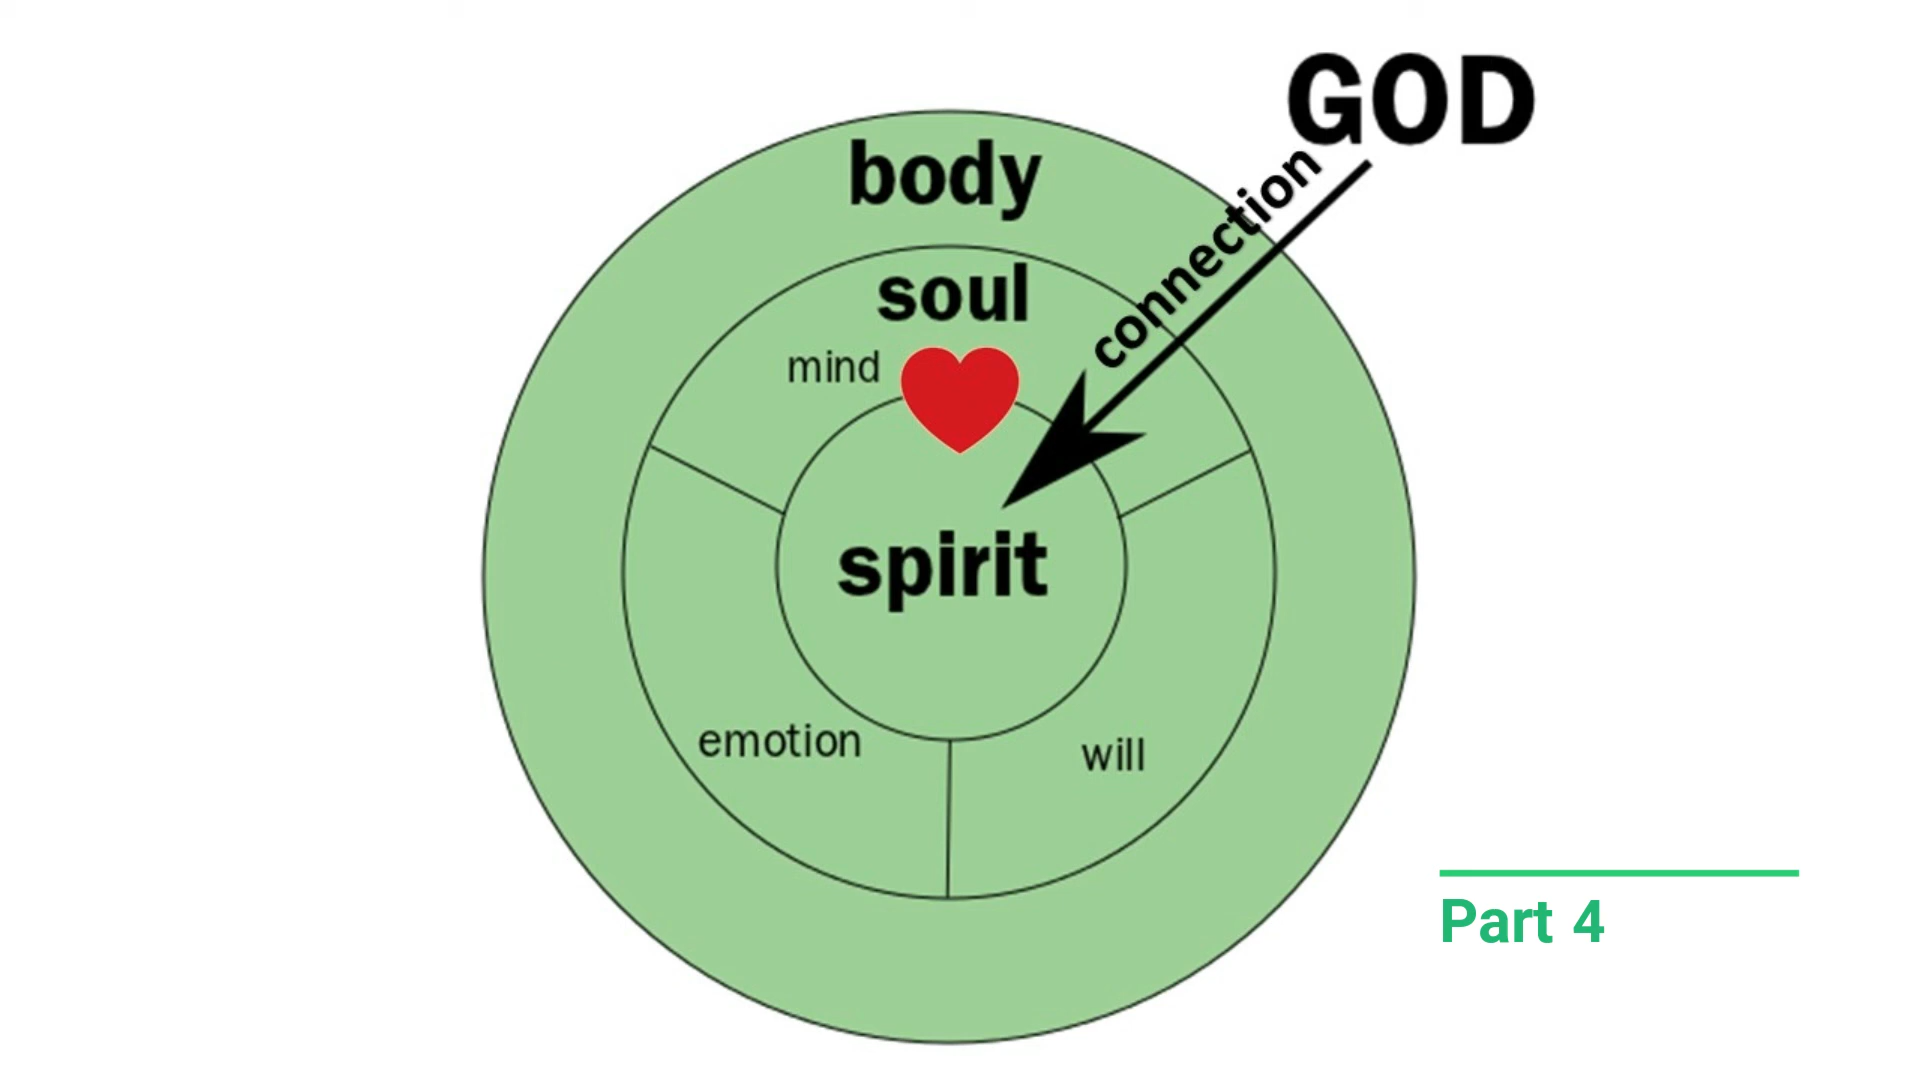 GOD
connection
body
soul
mind
spirit
emotion
will
Part 4